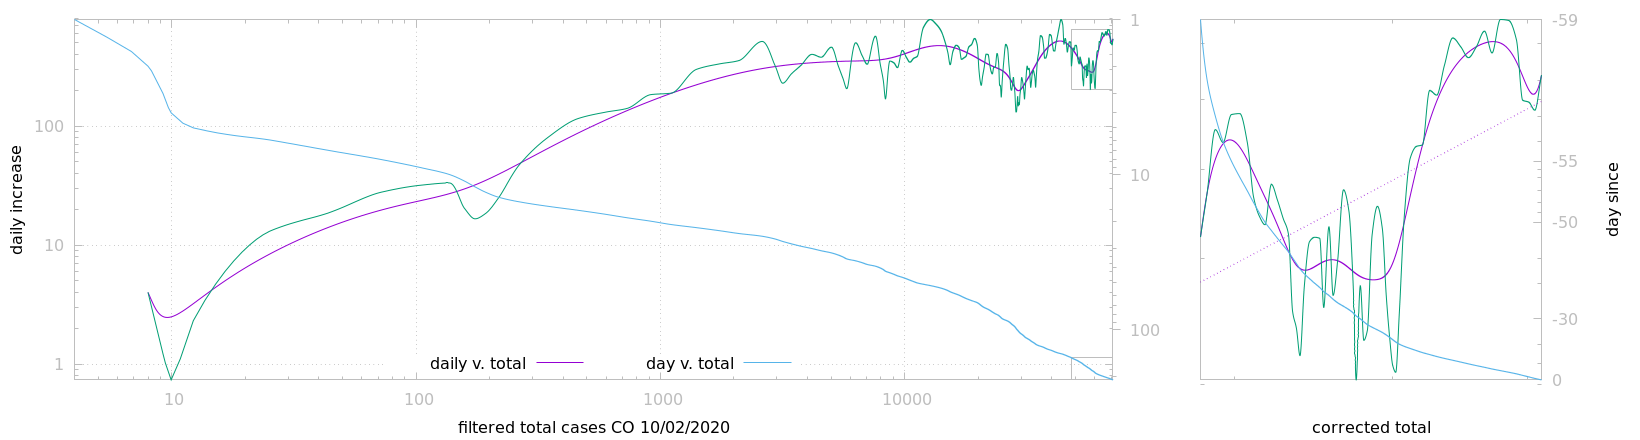 daily increase
100
10
1
10
100
1000
10000
filtered total cases CO 10/02/2020
daily v. total
day v. total
1
10
100
-59
-55
-50
-30
0
day since
corrected total